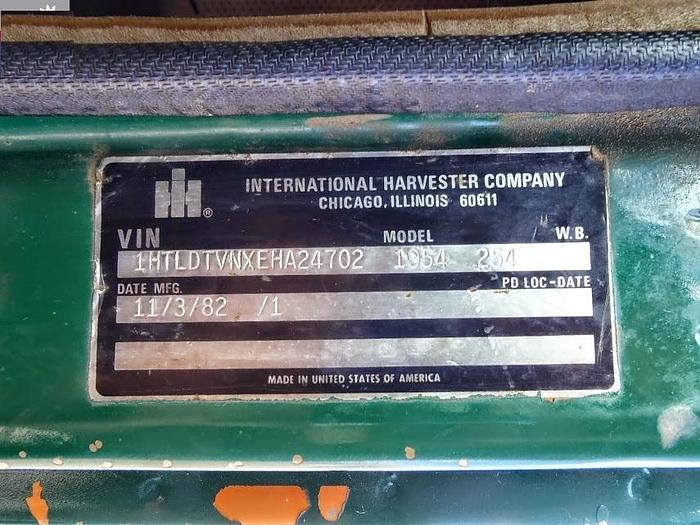 INTERNATIONAL HARVESTER COMPANY
CHICAGO, ILLINOIS 60611
VIN MODEL W.B.
1HTLDTVNXEHA24702 1954 254
DATE MFG. PD LOC-DATE
11/3/82 /1
MADE IN UNITED STATES OF AMERICA